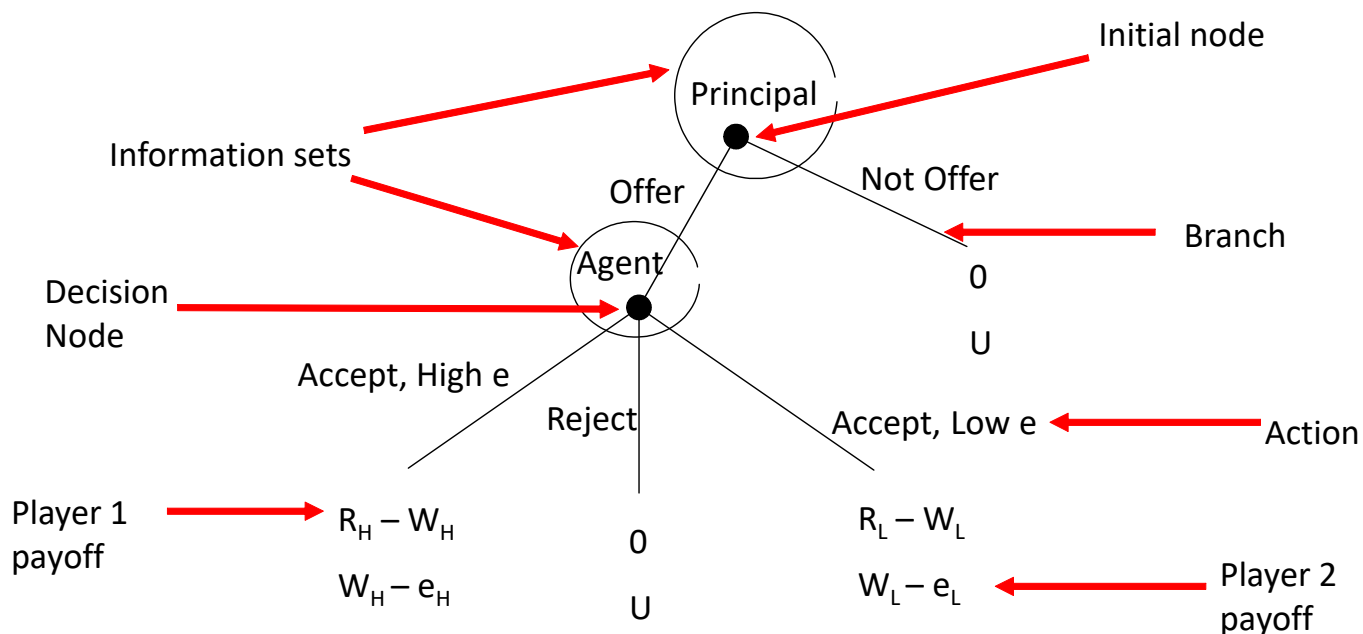 Initial node
Principal
Information sets
Offer
Not Offer
Branch
Agent
Decision
Node
0
U
Accept, High e
Reject
Accept, Low e
Action
Player 1
payoff
R_H – W_H
W_H – e_H
0
U
R_L – W_L
W_L – e_L
Player 2
payoff